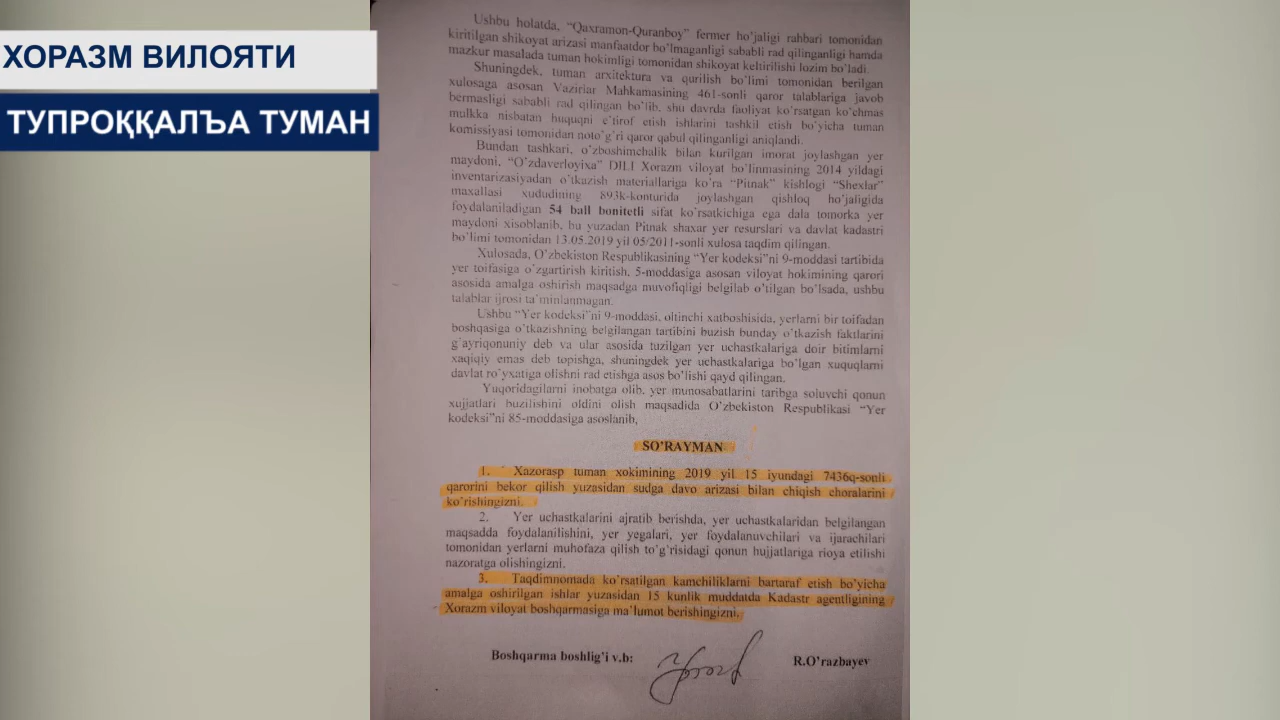 ХОРАЗМ ВИЛОЯТИ
ТУПРОҚҚАЛЪА ТУМАН
Ushbu holatda, “Qaxramon-Quranboy” fermer ho’jaligi rahbari tomonidan
kiritilgan shikoyat arizasi manfaatdor bo’lmaganligi sababli rad qilinganligi hamda
mazkur masalada tuman hokimligi tomonidan shikoyat keltirilishi lozim bo’ladi.
Shuningdek, tuman arxitektura va qurilish bo’limi tomonidan berilgan
xulosaga asosan Vazirlar Mahkamasining 461-sonli qaror talablariga javob
bermasligi sababli rad qilingan bo’lib, shu davrda faoliyat ko’rsatgan ko’chmas
mulkka nisbatan huquqni e’tirof etish ishlarini tashkil etish bo’yicha tuman
komissiyasi tomonidan noto’g’ri qaror qabul qilinganligi aniqlandi.
Bundan tashkari, o’zboshimchalik bilan kurilgan imorat joylashgan yer
maydoni, “O’zdaverloyixa” DILI Xorazm viloyat bo’linmasining 2014 yildagi
inventarizasiyadan o’tkazish materiallariga ko’ra “Pitnak” kishlogi “Shexlar”
maxallasi xududining 893k-konturida joylashgan qishloq ho’jaligida
foydalaniladigan 54 ball bonitetli sifat ko’rsatkichiga ega dala tomorka yer
maydoni xisoblanib, bu yuzadan Pitnak shaxar yer resurslari va davlat kadastri
bo’limi tomonidan 13.05.2019 yil 05/2011-sonli xulosa taqdim qilingan.
Xulosada, O’zbekiston Respublikasining “Yer kodeksi”ni 9-moddasi tartibida
yer toifasiga o’zgartirish kiritish, 5-moddasiga asosan viloyat hokimining qarori
asosida amalga oshirish maqsadga muvofiqligi belgilab o’tilgan bo’lsada, ushbu
talablar ijrosi ta’minlanmagan.
Ushbu “Yer kodeksi”ni 9-moddasi, oltinchi xatboshisida, yerlarni bir toifadan
boshqasiga o’tkazishning belgilangan tartibini buzish bunday o’tkazish faktlarini
g’ayriqonuniy deb va ular asosida tuzilgan yer uchastkalariga doir bitimlarni
xaqiqiy emas deb topishga, shuningdek yer uchastkalariga bo’lgan xuquqlarni
davlat ro’yxatiga olishni rad etishga asos bo’lishi qayd qilingan.
Yuqoridagilarni inobatga olib, yer munosabatlarini taribga soluvchi qonun
xujjatlari buzilishini oldini olish maqsadida O’zbekiston Respublikasi “Yer
kodeksi”ni 85-moddasiga asoslanib,
SO’RAYMAN
1. Xazorasp tuman xokimining 2019 yil 15 iyundagi 7436q-sonli
qarorini bekor qilish yuzasidan sudga davo arizasi bilan chiqish choralarini
ko’rishingizni.
2. Yer uchastkalarini ajratib berishda, yer uchastkalaridan belgilangan
maqsadda foydalanilishini, yer yegalari, yer foydalanuvchilari va ijarachilari
tomonidan yerlarni muhofaza qilish to’g’risidagi qonun hujjatlariga rioya etilishi
nazoratga olishingizni.
3. Taqdimnomada ko’rsatilgan kamchiliklarni bartaraf etish bo’yicha
amalga oshirilgan ishlar yuzasidan 15 kunlik muddatda Kadastr agentligining
Xorazm viloyat boshqarmasiga ma’lumot berishingizni.
Boshqarma boshlig’i v.b: R.O’razbayev